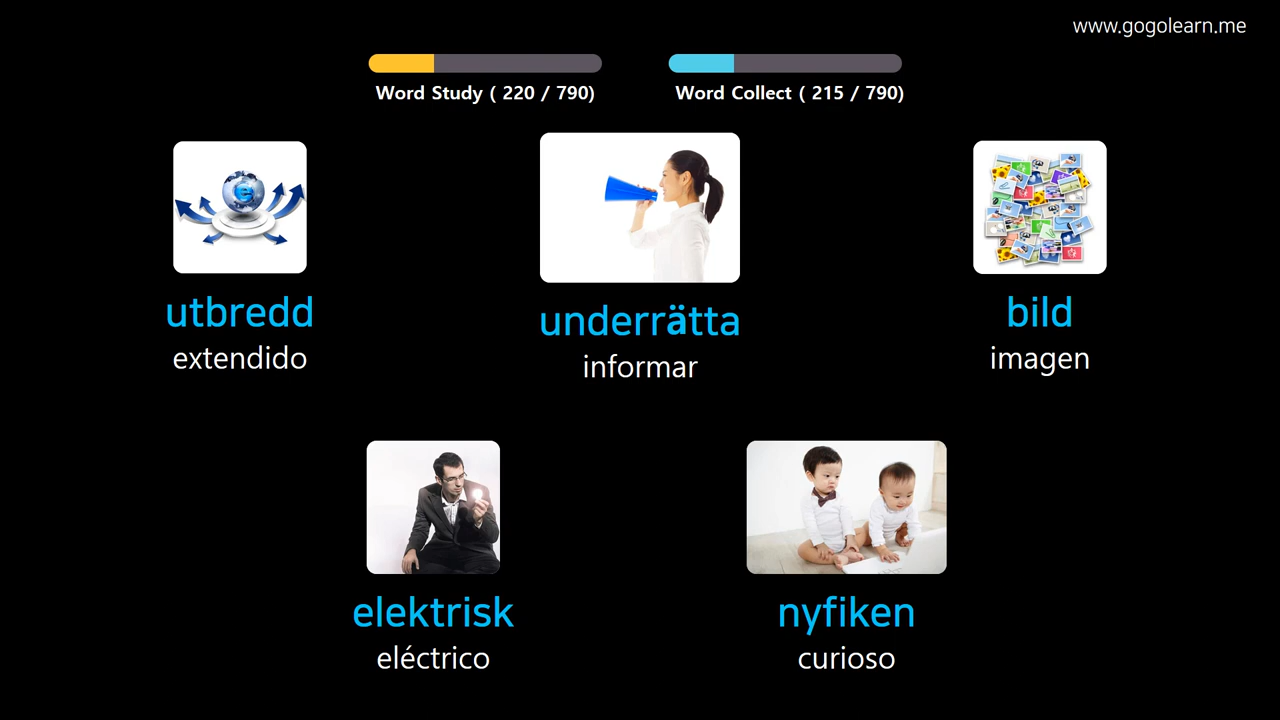 www.gogolearn.me
Word Study ( 220 / 790)
Word Collect ( 215 / 790)
utbredd
extendido
underrätta
informar
bild
imagen
elektrisk
eléctrico
nyfiken
curioso